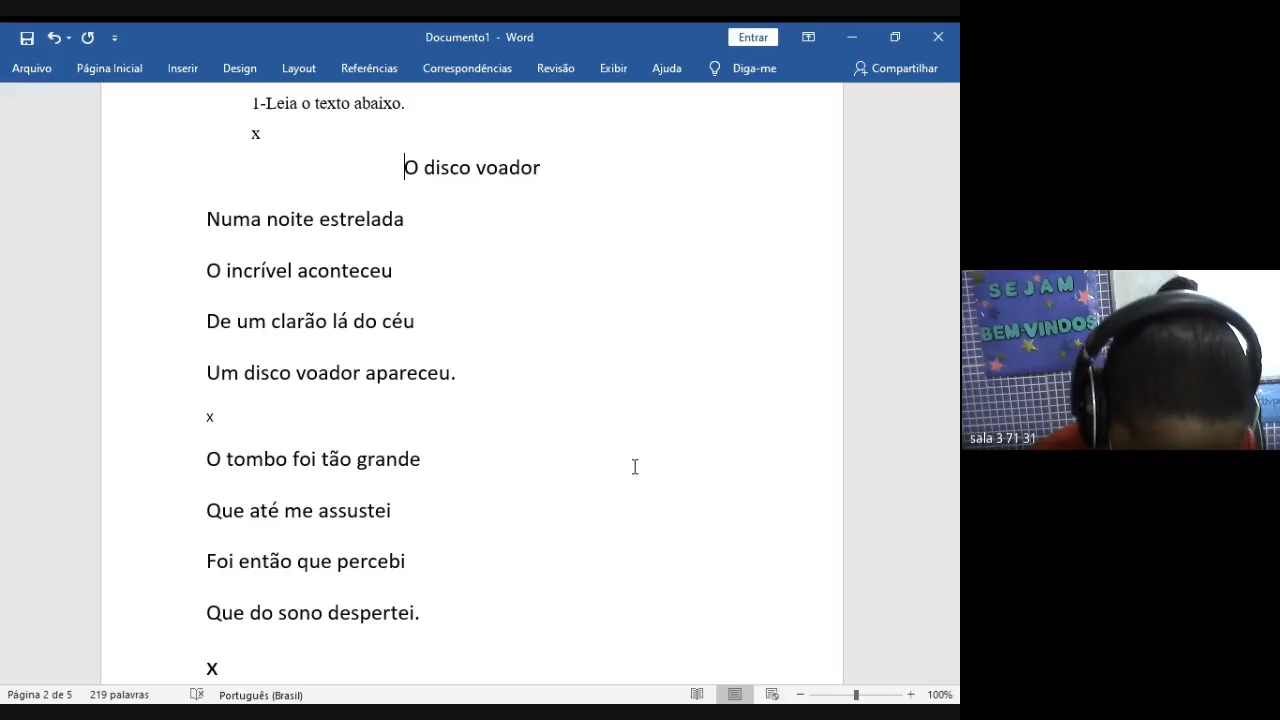 Documento1 - Word
Entrar
Arquivo Página Inicial Inserir Design Layout Referências Correspondências Revisão Exibir Ajuda Diga-me Compartilhar
1-Leia o texto abaixo.
x
O disco voador
Numa noite estrelada
O incrível aconteceu
De um clarão lá do céu
Um disco voador apareceu.
x
O tombo foi tão grande
Que até me assustei
Foi então que percebi
Que do sono despertei.
x
SEJAM
BEM-VINDOS
sala 3 71 31
Página 2 de 5 219 palavras Português (Brasil) 100%